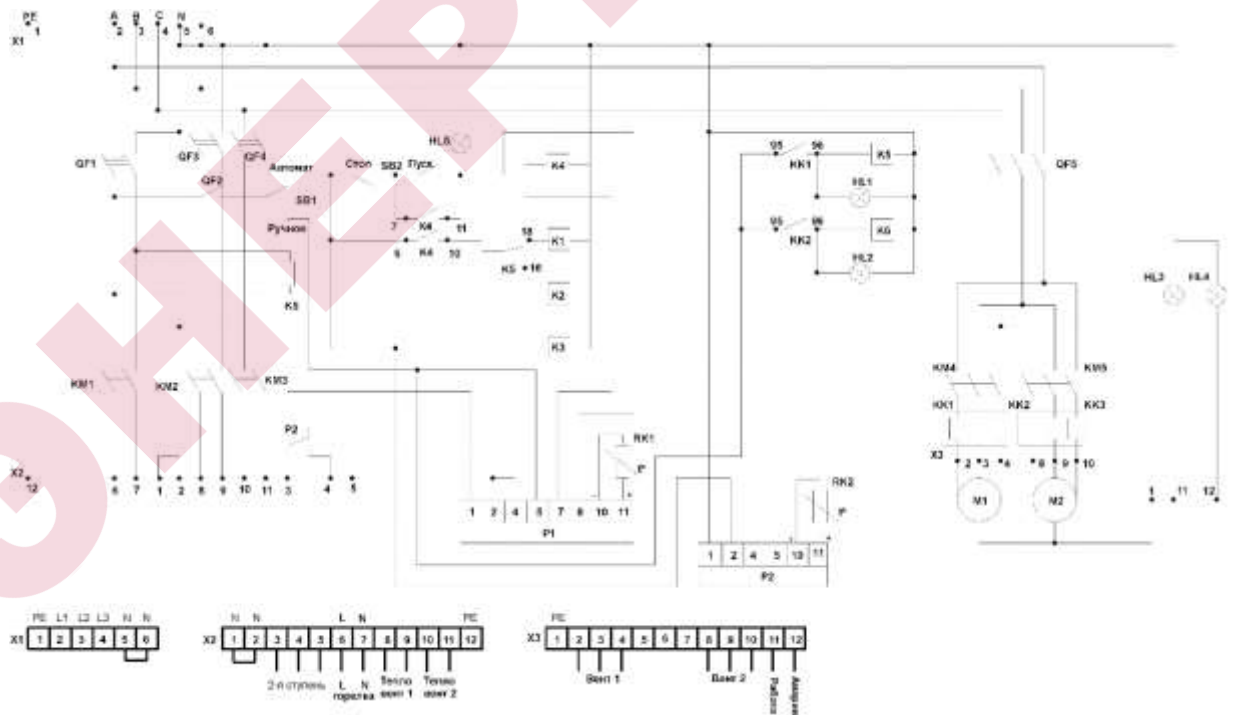 PE A B C N
X1 1 2 3 4 5 6
HL5
QF1 QF3 QF4 QF2 Автомат Стоп SB2 Пуск K4 95 96 KK1 K5 QF5
SB1 HL1
Ручное 7 K4 11 95 96 KK2 K6
6 K4 10 18 K1 HL2
K5 16
K5 K2 HL3 HL4
K3
KM1 KM2 KM3 KM4 KM5
KK1 KK2 KK3
P2 RK1
X3 2 3 4 8 9 10
X2 12 6 7 1 2 8 9 10 11 3 4 5 t° RK2 1 11 12
M1 M2
1 2 4 5 7 8 10 11 t°
P1
1 2 4 5 10 11
P2
PE L1 L2 L3 N N
X1 1 2 3 4 5 6
N N L N PE
X2 1 2 3 4 5 6 7 8 9 10 11 12
2-я ступень L горелка N Тепло вент 1 Тепло вент 2
PE
X3 1 2 3 4 5 6 7 8 9 10 11 12
Вент 1 Вент 2 Работа Авария